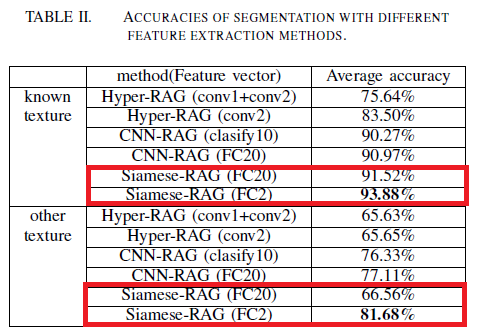 TABLE II. ACCURACIES OF SEGMENTATION WITH DIFFERENT
FEATURE EXTRACTION METHODS.
method(Feature vector) Average accuracy
known Hyper-RAG (conv1+conv2) 75.64%
texture Hyper-RAG (conv2) 83.50%
CNN-RAG (clasify10) 90.27%
CNN-RAG (FC20) 90.97%
Siamese-RAG (FC20) 91.52%
Siamese-RAG (FC2) 93.88%
other Hyper-RAG (conv1+conv2) 65.63%
texture Hyper-RAG (conv2) 65.65%
CNN-RAG (clasify10) 76.33%
CNN-RAG (FC20) 77.11%
Siamese-RAG (FC20) 66.56%
Siamese-RAG (FC2) 81.68%